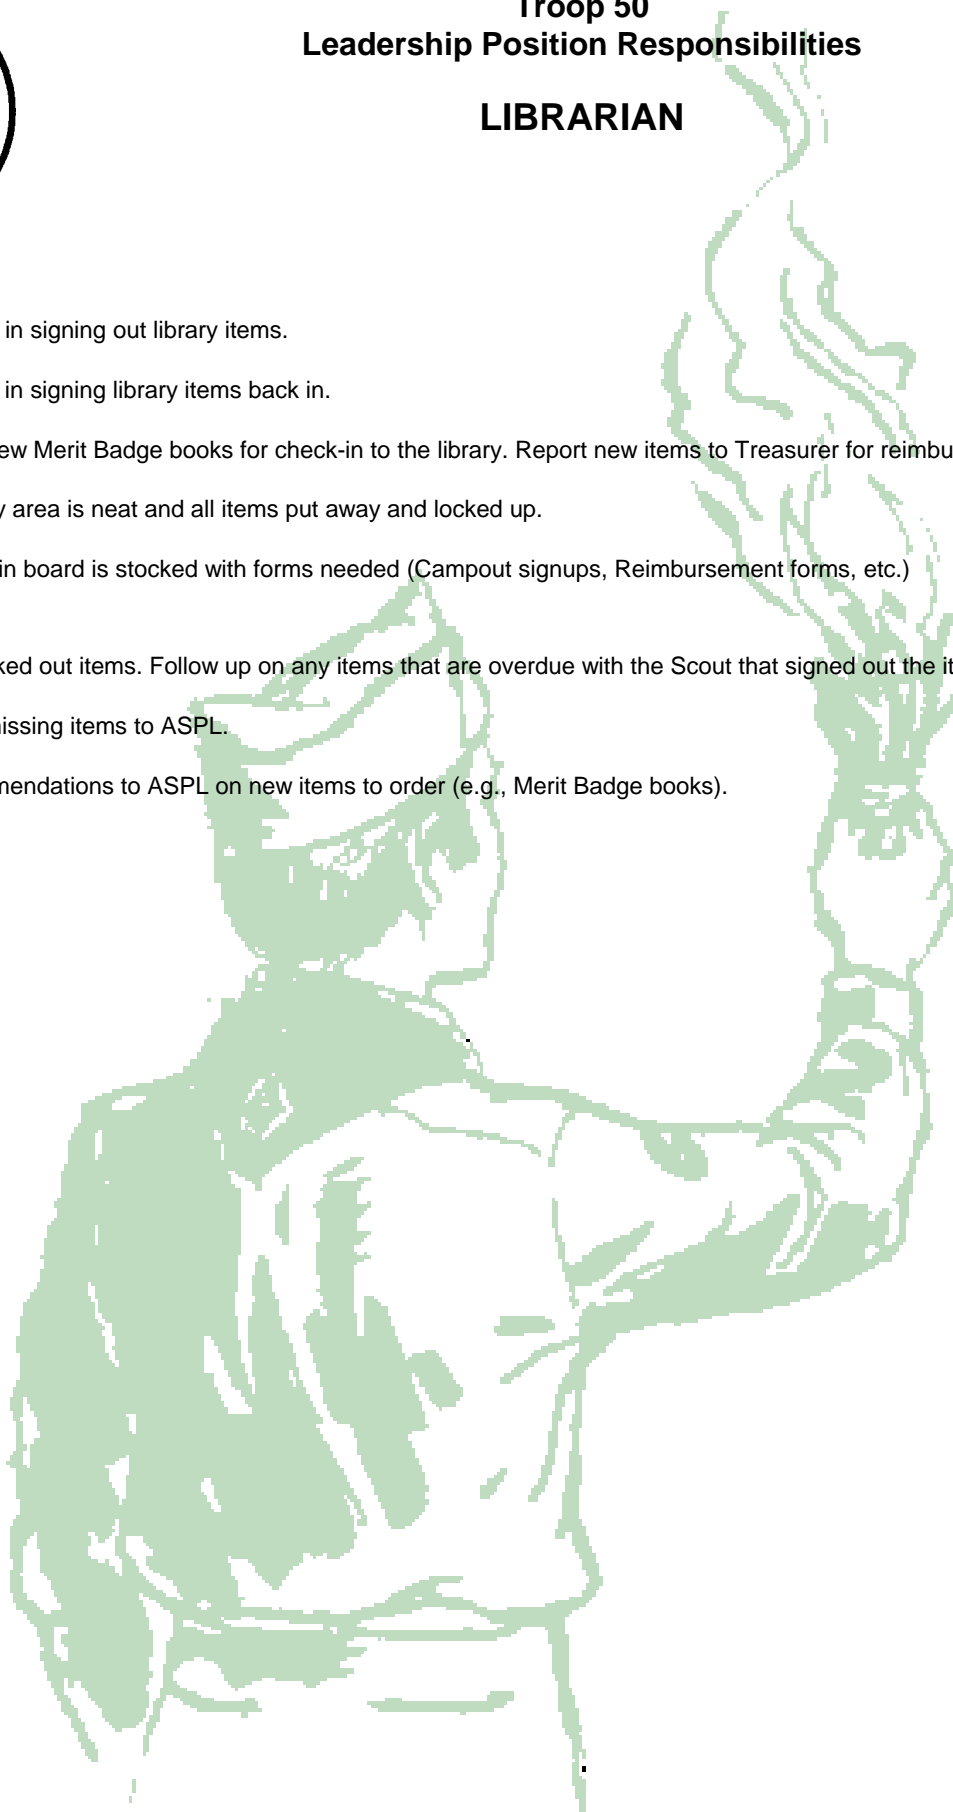 Troop 50
Leadership Position Responsibilities
LIBRARIAN
in signing out library items.
in signing library items back in.
ew Merit Badge books for check-in to the library. Report new items to Treasurer for reimbu
y area is neat and all items put away and locked up.
in board is stocked with forms needed (Campout signups, Reimbursement forms, etc.)
ked out items. Follow up on any items that are overdue with the Scout that signed out the it
issing items to ASPL.
mendations to ASPL on new items to order (e.g., Merit Badge books).